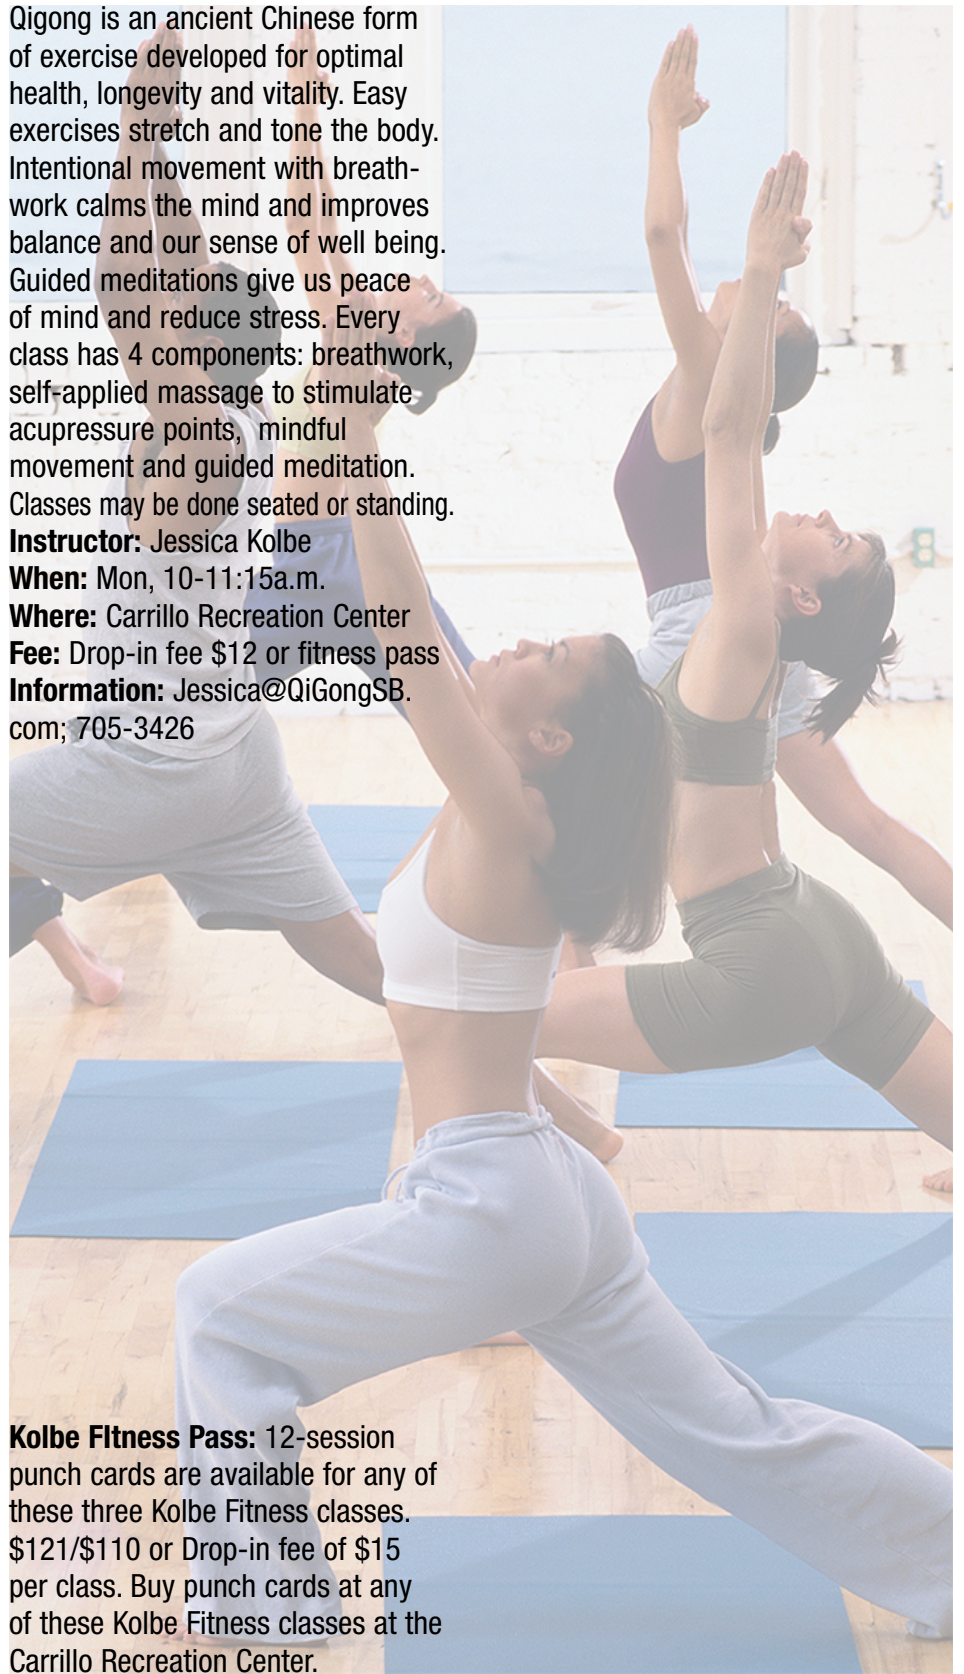 Qigong is an ancient Chinese form
of exercise developed for optimal
health, longevity and vitality. Easy
exercises stretch and tone the body.
Intentional movement with breath-
work calms the mind and improves
balance and our sense of well being.
Guided meditations give us peace
of mind and reduce stress. Every
class has 4 components: breathwork,
self-applied massage to stimulate
acupressure points,  mindful
movement and guided meditation.
Classes may be done seated or standing.
Instructor: Jessica Kolbe
When: Mon, 10-11:15a.m.
Where: Carrillo Recreation Center
Fee: Drop-in fee $12 or fitness pass
Information: Jessica@QiGongSB.
com; 705-3426
Kolbe FItness Pass: 12-session
punch cards are available for any of
these three Kolbe Fitness classes.
$121/$110 or Drop-in fee of $15
per class. Buy punch cards at any
of these Kolbe Fitness classes at the
Carrillo Recreation Center.